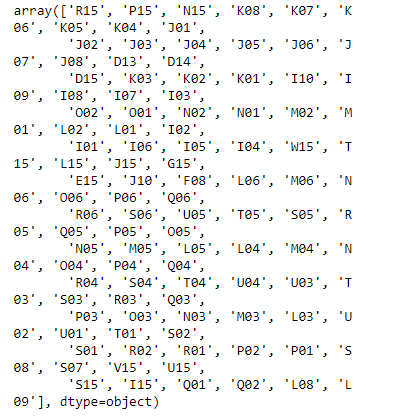 array(['R15', 'P15', 'N15', 'K08', 'K07', 'K
06', 'K05', 'K04', 'J01',
'J02', 'J03', 'J04', 'J05', 'J06', 'J
07', 'J08', 'D13', 'D14',
'D15', 'K03', 'K02', 'K01', 'I10', 'I
09', 'I08', 'I07', 'I03',
'O02', 'O01', 'N02', 'N01', 'M02', 'M
01', 'L02', 'L01', 'I02',
'I01', 'I06', 'I05', 'I04', 'W15', 'T
15', 'L15', 'J15', 'G15',
'E15', 'J10', 'F08', 'L06', 'M06', 'N
06', 'O06', 'P06', 'Q06',
'R06', 'S06', 'U05', 'T05', 'S05', 'R
05', 'Q05', 'P05', 'O05',
'N05', 'M05', 'L05', 'L04', 'M04', 'N
04', 'O04', 'P04', 'Q04',
'R04', 'S04', 'T04', 'U04', 'U03', 'T
03', 'S03', 'R03', 'Q03',
'P03', 'O03', 'N03', 'M03', 'L03', 'U
02', 'U01', 'T01', 'S02',
'S01', 'R02', 'R01', 'P02', 'P01', 'S
08', 'S07', 'V15', 'U15',
'S15', 'I15', 'Q01', 'Q02', 'L08', 'L
09'], dtype=object)